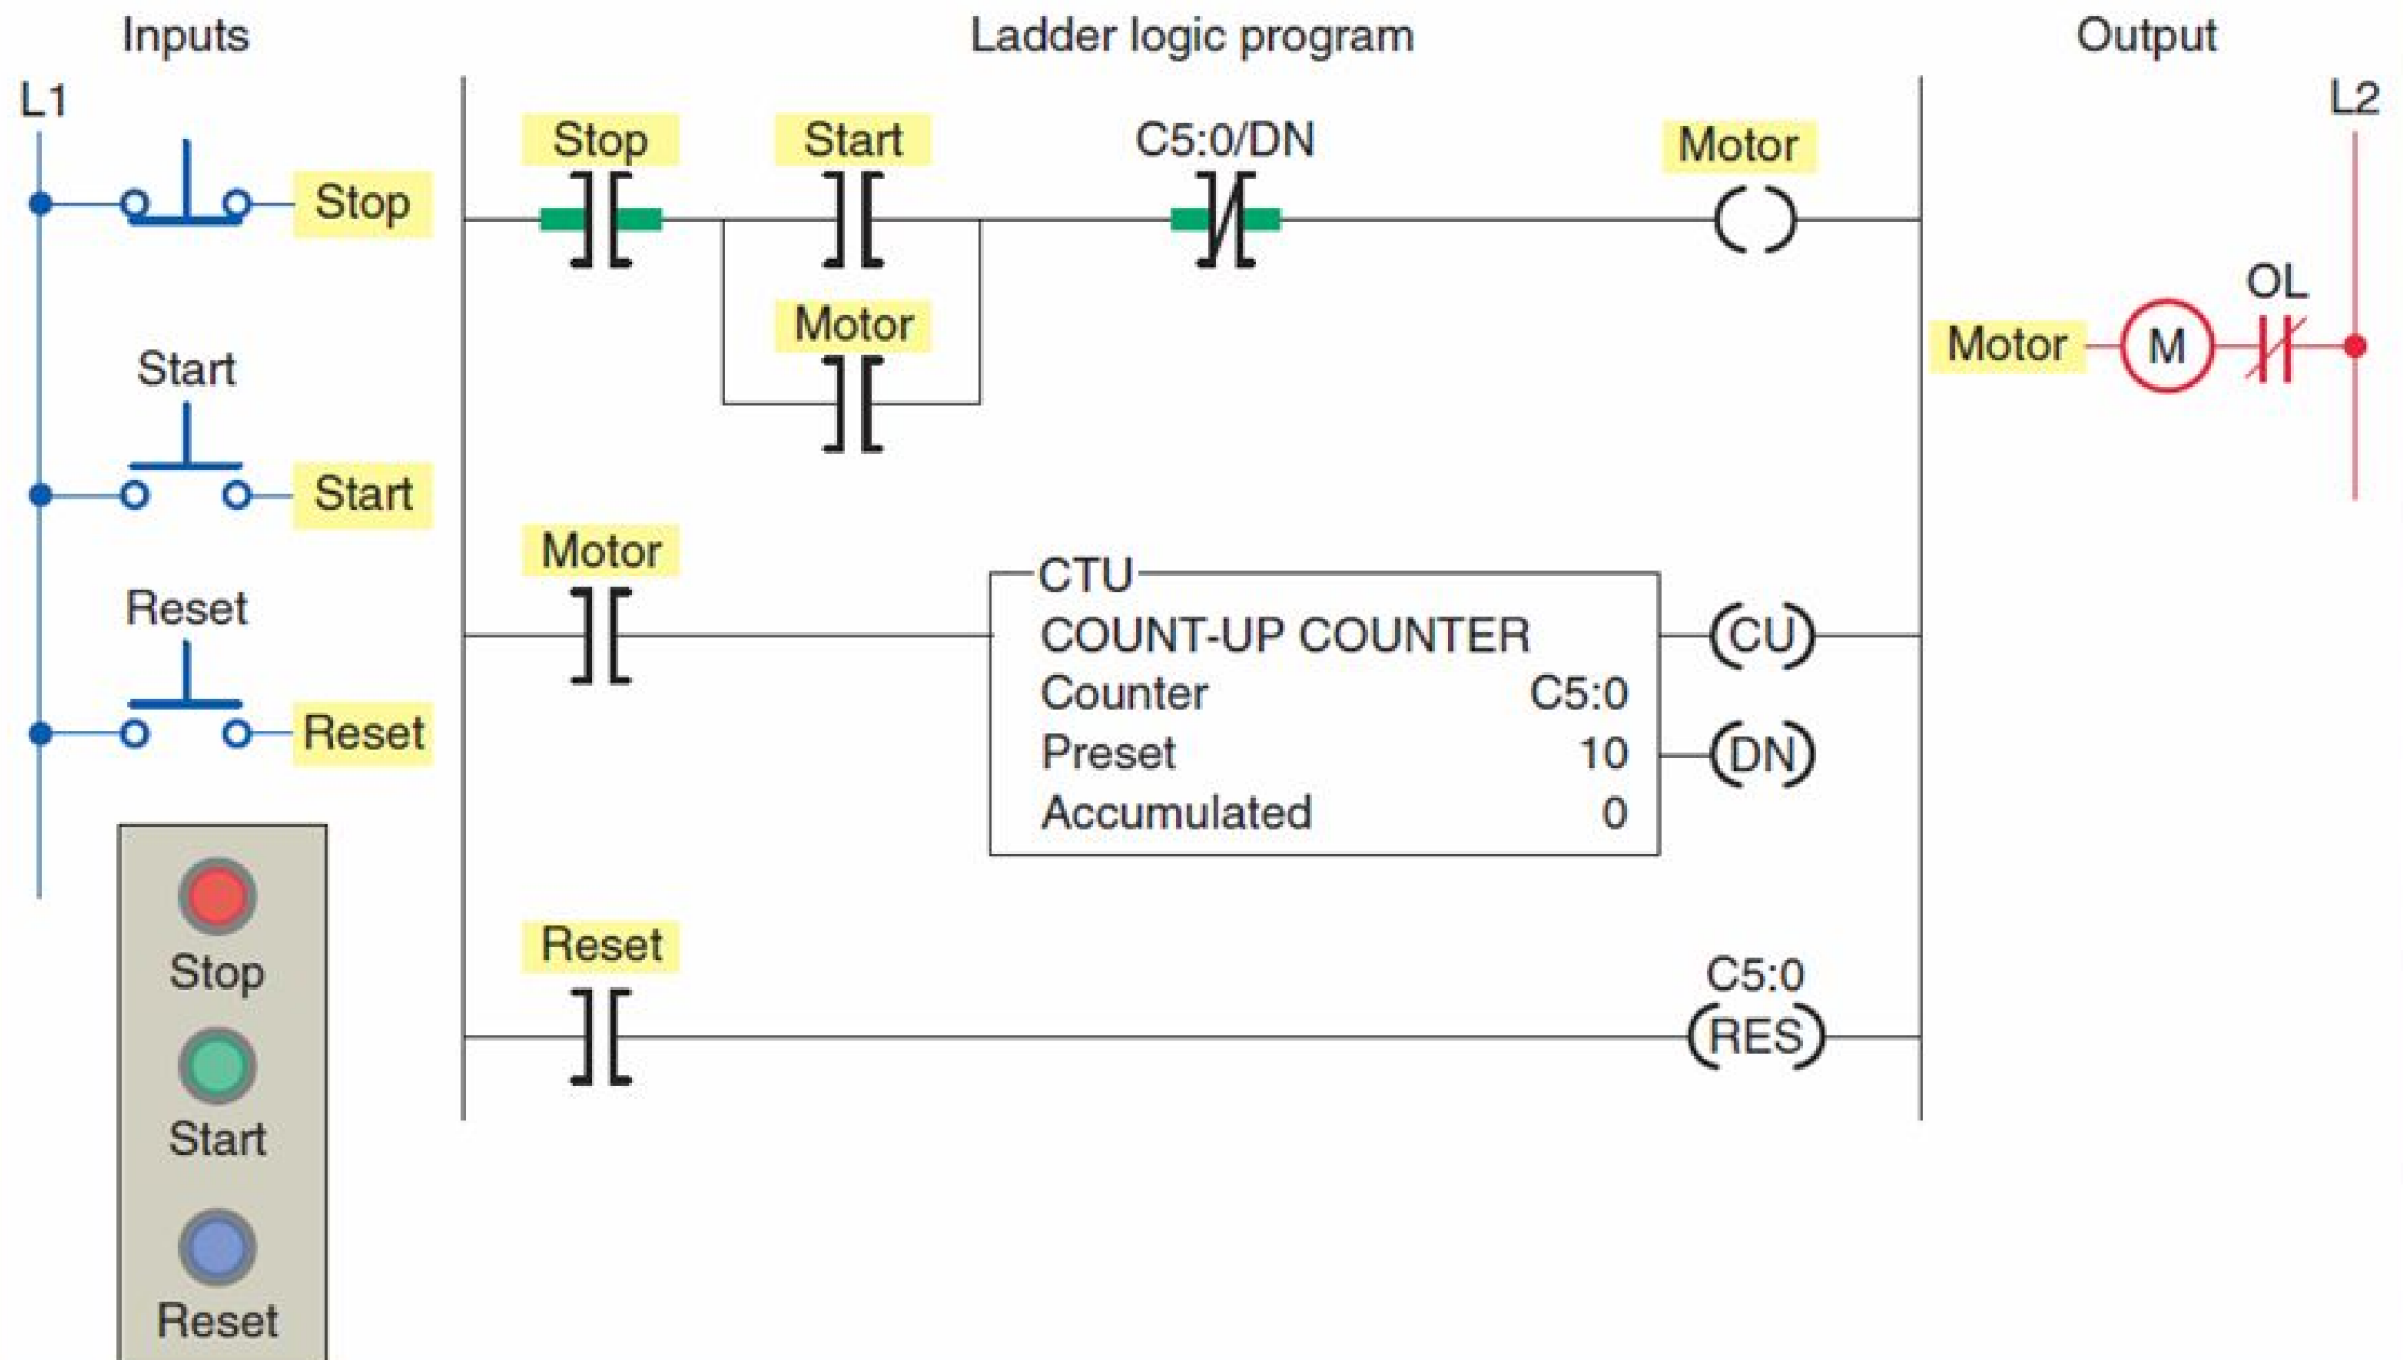 Inputs
Ladder logic program
Output
L1
L2
Stop
Stop
Start
C5:0/DN
Motor
Motor
OL
Motor
M
Start
Start
Motor
CTU
COUNT-UP COUNTER
Counter C5:0
Preset 10
Accumulated 0
CU
DN
Reset
Reset
Reset
C5:0
RES
Stop
Start
Reset